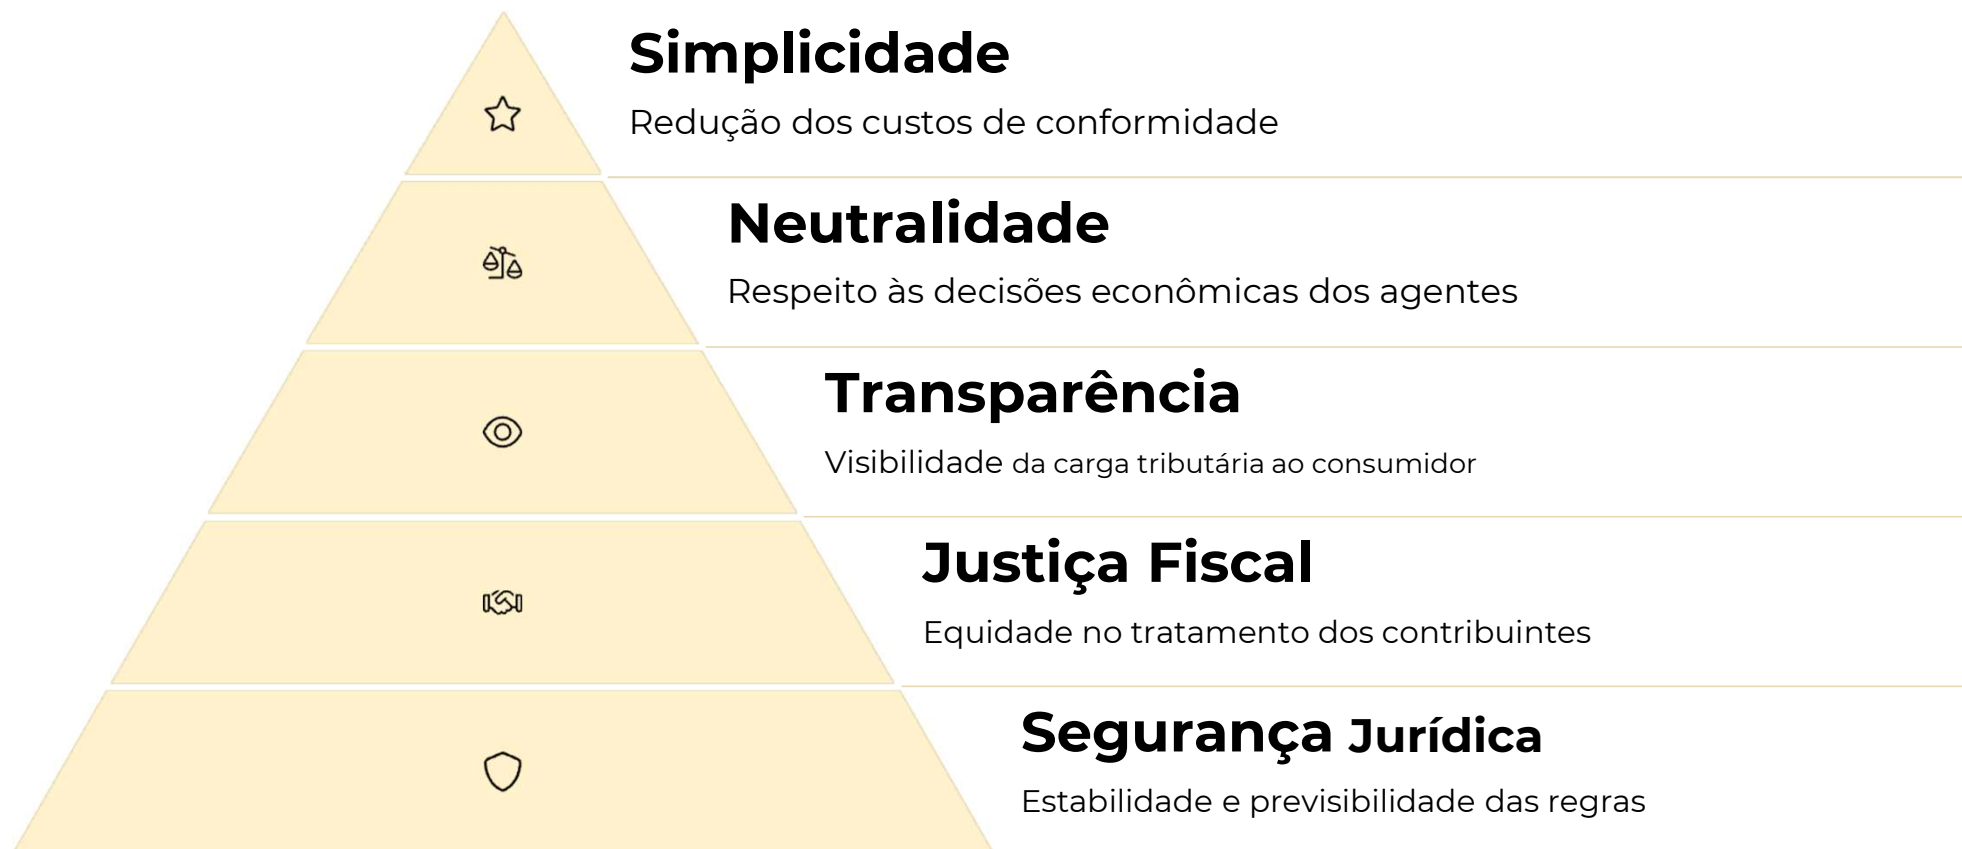 Simplicidade
Redução dos custos de conformidade
Neutralidade
Respeito às decisões econômicas dos agentes
Transparência
Visibilidade da carga tributária ao consumidor
Justiça Fiscal
Equidade no tratamento dos contribuintes
Segurança Jurídica
Estabilidade e previsibilidade das regras